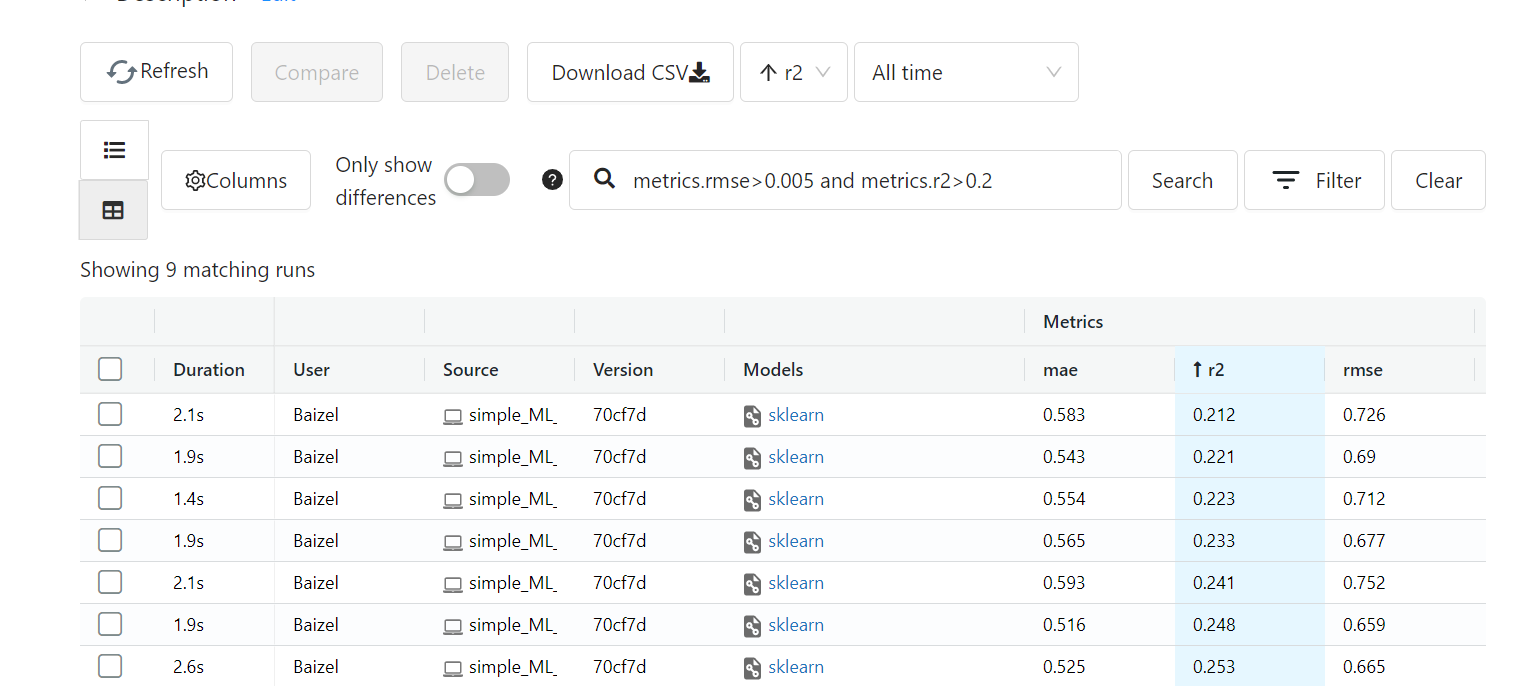 Description Edit
Refresh Compare Delete Download CSV r2 All time
Columns Only show differences ? metrics.rmse>0.005 and metrics.r2>0.2 Search Filter Clear
Showing 9 matching runs
Metrics
Duration User Source Version Models mae r2 rmse
2.1s Baizel simple_ML_ 70cf7d sklearn 0.583 0.212 0.726
1.9s Baizel simple_ML_ 70cf7d sklearn 0.543 0.221 0.69
1.4s Baizel simple_ML_ 70cf7d sklearn 0.554 0.223 0.712
1.9s Baizel simple_ML_ 70cf7d sklearn 0.565 0.233 0.677
2.1s Baizel simple_ML_ 70cf7d sklearn 0.593 0.241 0.752
1.9s Baizel simple_ML_ 70cf7d sklearn 0.516 0.248 0.659
2.6s Baizel simple_ML_ 70cf7d sklearn 0.525 0.253 0.665